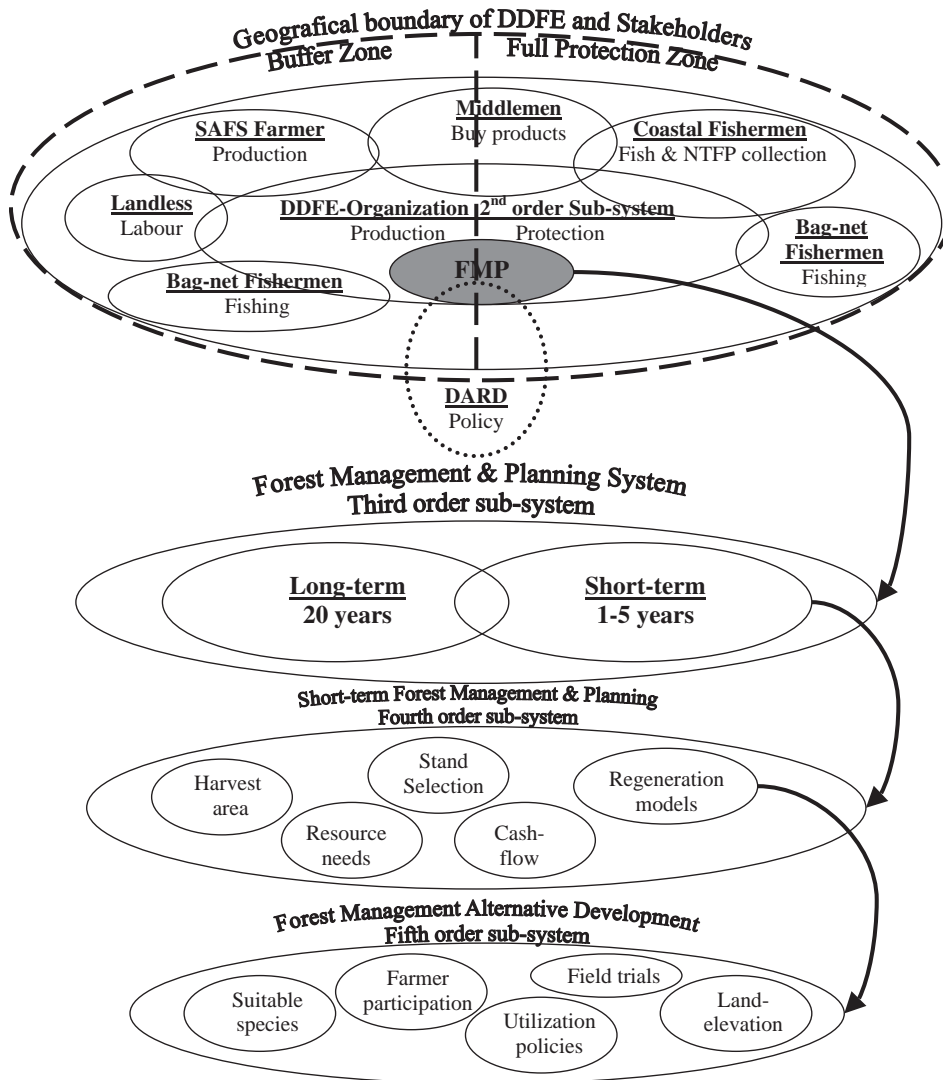 Geografical boundary of DDFE and Stakeholders
Buffer Zone
Full Protection Zone
SAFS Farmer
Production
Middlemen
Buy products
Coastal Fishermen
Fish & NTFP collection
Landless
Labour
DDFE-Organization 2nd order Sub-system
Production
Protection
Bag-net
Fishermen
Fishing
FMP
Bag-net Fishermen
Fishing
DARD
Policy
Forest Management & Planning System
Third order sub-system
Long-term
20 years
Short-term
1-5 years
Short-term Forest Management & Planning
Fourth order sub-system
Harvest
area
Stand
Selection
Regeneration
models
Resource
needs
Cash-
flow
Forest Management Alternative Development
Fifth order sub-system
Suitable
species
Farmer
participation
Field trials
Utilization
policies
Land-
elevation